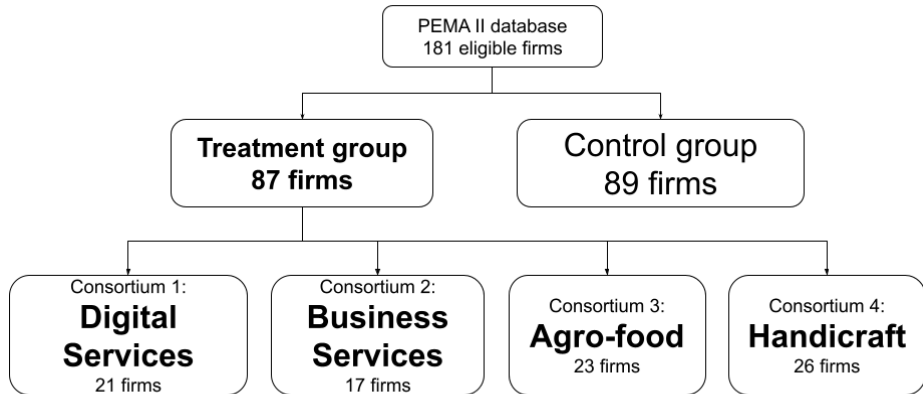 PEMA II database
181 eligible firms
Treatment group
87 firms
Control group
89 firms
Consortium 1:
Digital
Services
21 firms
Consortium 2:
Business
Services
17 firms
Consortium 3:
Agro-food
23 firms
Consortium 4:
Handicraft
26 firms